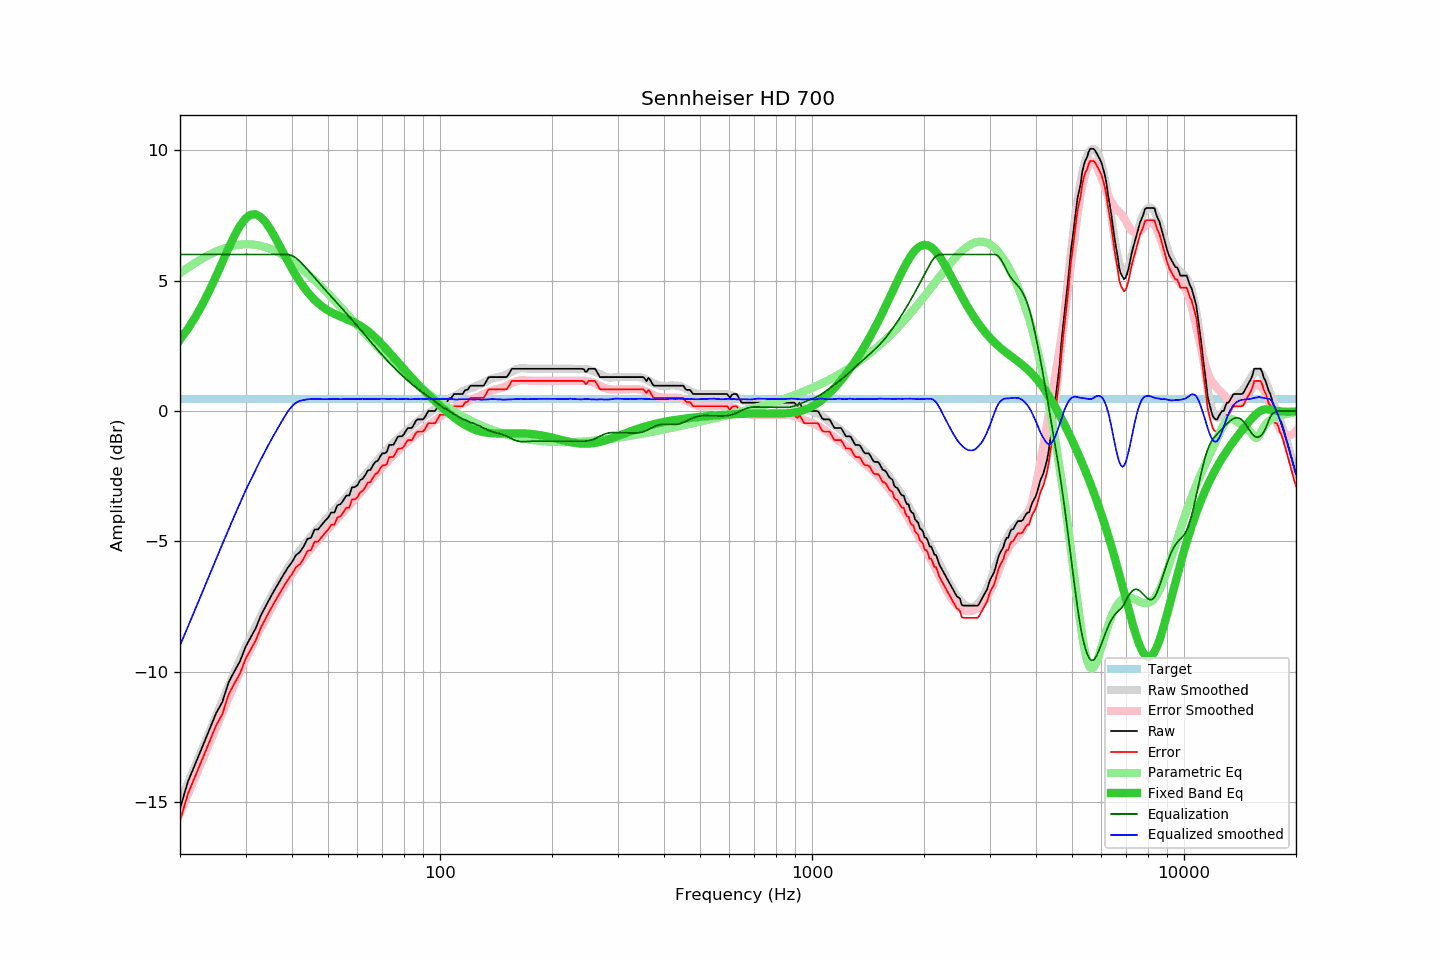 Sennheiser HD 700
10
5
0
−5
−10
−15
Amplitude (dBr)
100
1000
10000
Frequency (Hz)
Target
Raw Smoothed
Error Smoothed
Raw
Error
Parametric Eq
Fixed Band Eq
Equalization
Equalized smoothed